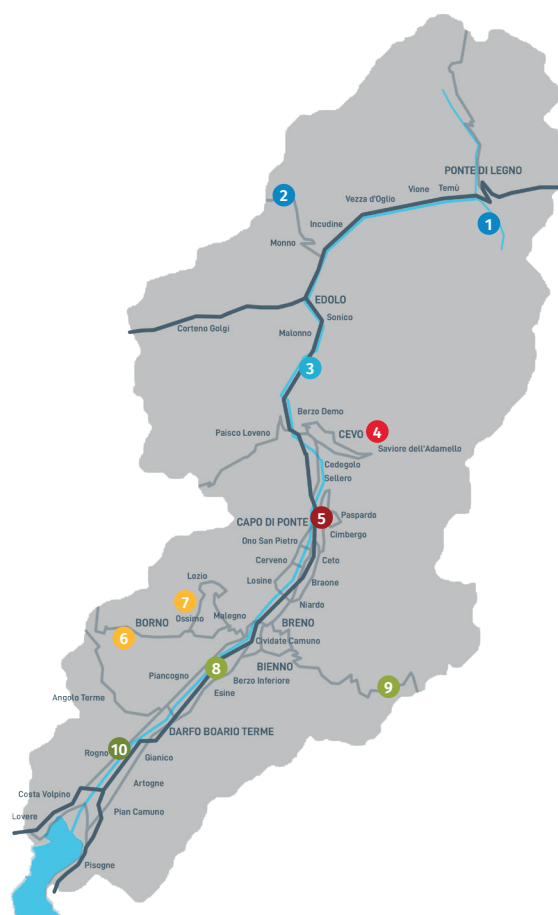 PONTE DI LEGNO
Temù
Vione
Vezza d'Oglio
2
1
Incudine
Monno
EDOLO
Sonico
Corteno Golgi
Malonno
3
Berzo Demo
Paisco Loveno
CEVO
4
Saviore dell'Adamello
Cedegolo
Sellero
CAPO DI PONTE
5
Paspardo
Cimbergo
Ono San Pietro
Cerveno
Ceto
Losine
Braone
Lozio
7
Niardo
Ossimo
Malegno
BORNO
BRENO
6
Cividate Camuno
BIENNO
8
Piancogno
Berzo Inferiore
9
Esine
Angolo Terme
DARFO BOARIO TERME
10
Rogno
Gianico
Artogne
Costa Volpino
Pian Camuno
Lovere
Pisogne